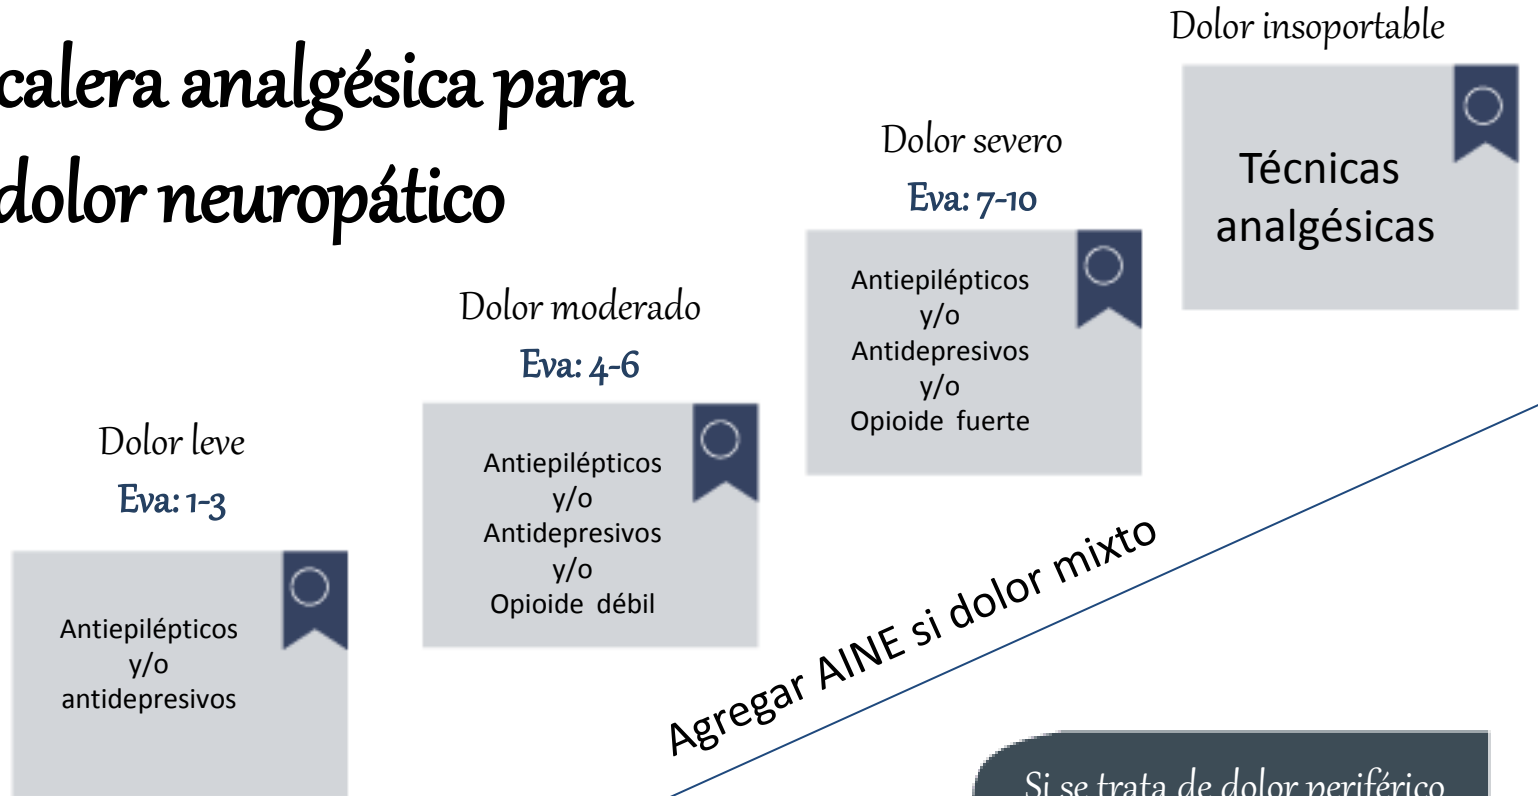 calera analgésica para
dolor neuropático
Dolor leve
Eva: 1-3
Antiepilépticos
y/o
antidepresivos
Dolor moderado
Eva: 4-6
Antiepilépticos
y/o
Antidepresivos
y/o
Opioide débil
Dolor severo
Eva: 7-10
Antiepilépticos
y/o
Antidepresivos
y/o
Opioide fuerte
Dolor insoportable
Técnicas
analgésicas
Agregar AINE si dolor mixto
Si se trata de dolor periférico